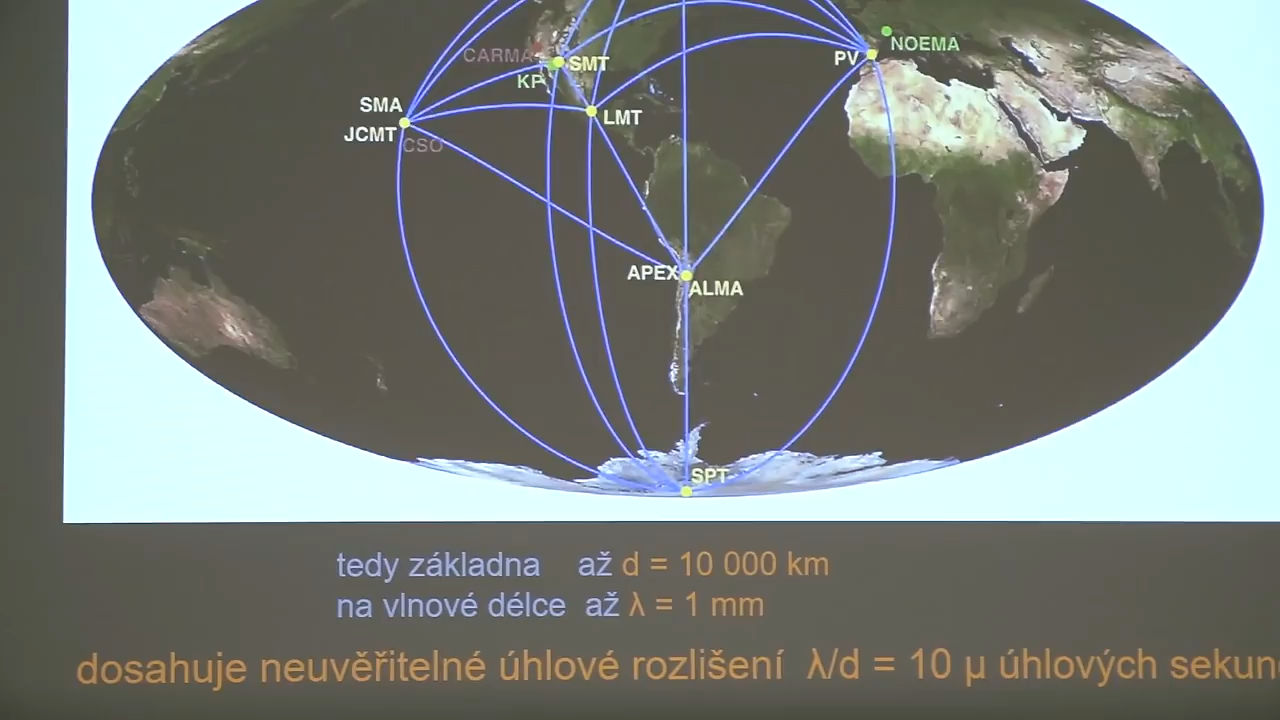 NOEMA
CARMA
SMT
PV
KP
SMA
LMT
JCMT
CSO
APEX
ALMA
SPT
tedy základna až d = 10 000 km
na vlnové délce až λ = 1 mm
dosahuje neuvěřitelné úhlové rozlišení λ/d = 10 μ úhlových sekun